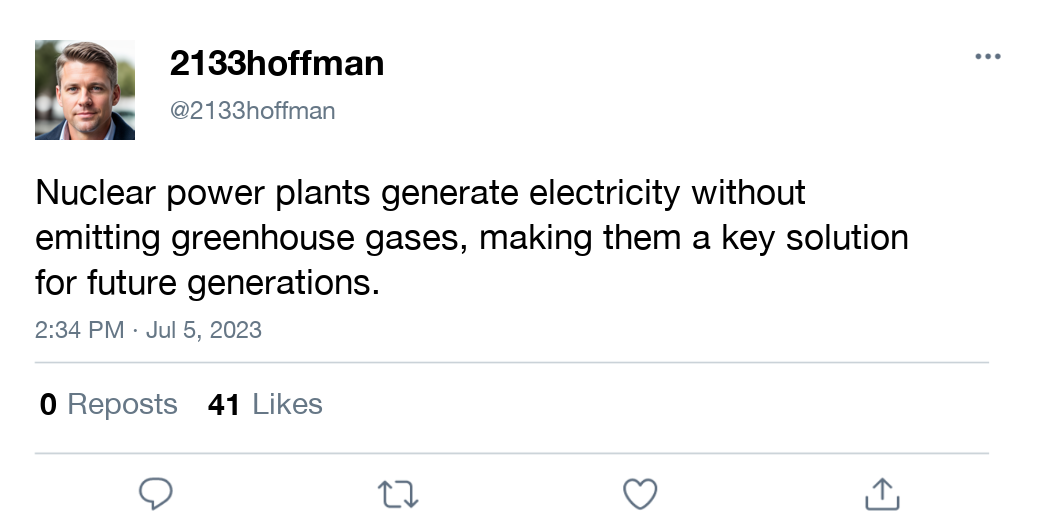 2133hoffman
@2133hoffman
Nuclear power plants generate electricity without
emitting greenhouse gases, making them a key solution
for future generations.
2:34 PM · Jul 5, 2023
0 Reposts 41 Likes